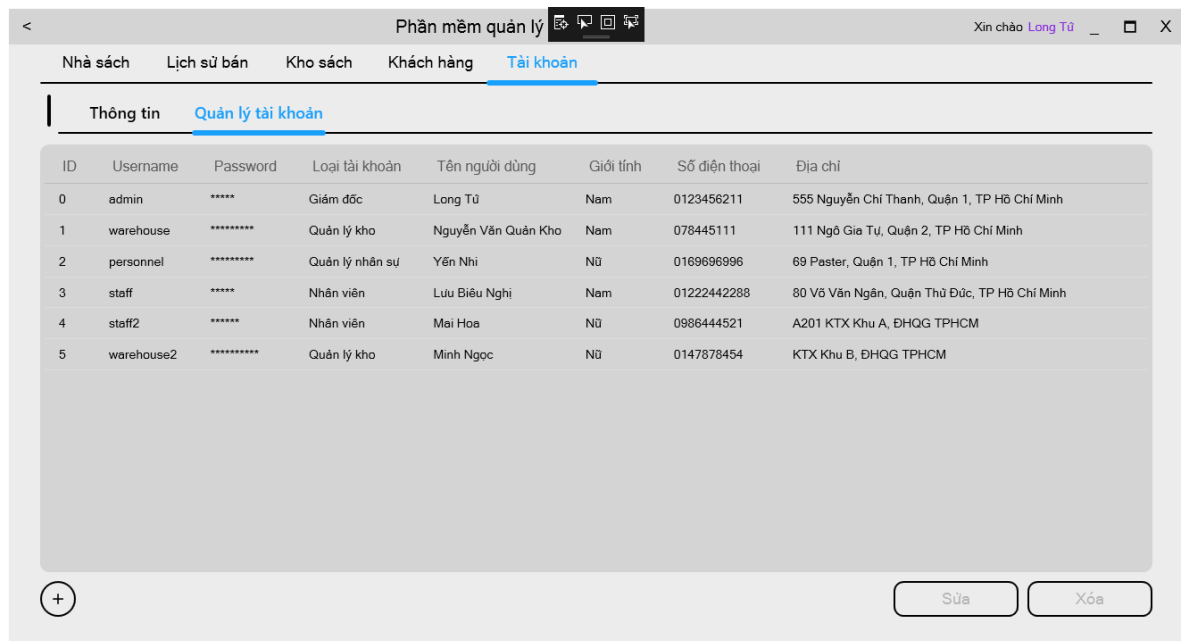 < Phần mềm quản lý Xin chào Long Tứ _ X
Nhà sách Lịch sử bán Kho sách Khách hàng Tài khoản
Thông tin Quản lý tài khoản
ID Username Password Loại tài khoản Tên người dùng Giới tính Số điện thoại Địa chỉ
0 admin ***** Giám đốc Long Tứ Nam 0123456211 555 Nguyễn Chí Thanh, Quận 1, TP Hồ Chí Minh
1 warehouse ********* Quản lý kho Nguyễn Văn Quản Kho Nam 078445111 111 Ngô Gia Tự, Quận 2, TP Hồ Chí Minh
2 personnel ********* Quản lý nhân sự Yến Nhi Nữ 0169696996 69 Paster, Quận 1, TP Hồ Chí Minh
3 staff ***** Nhân viên Lưu Biêu Nghị Nam 01222442288 80 Võ Văn Ngân, Quận Thủ Đức, TP Hồ Chí Minh
4 staff2 ****** Nhân viên Mai Hoa Nữ 0986444521 A201 KTX Khu A, ĐHQG TPHCM
5 warehouse2 ********** Quản lý kho Minh Ngọc Nữ 0147878454 KTX Khu B, ĐHQG TPHCM
+ Sửa Xóa